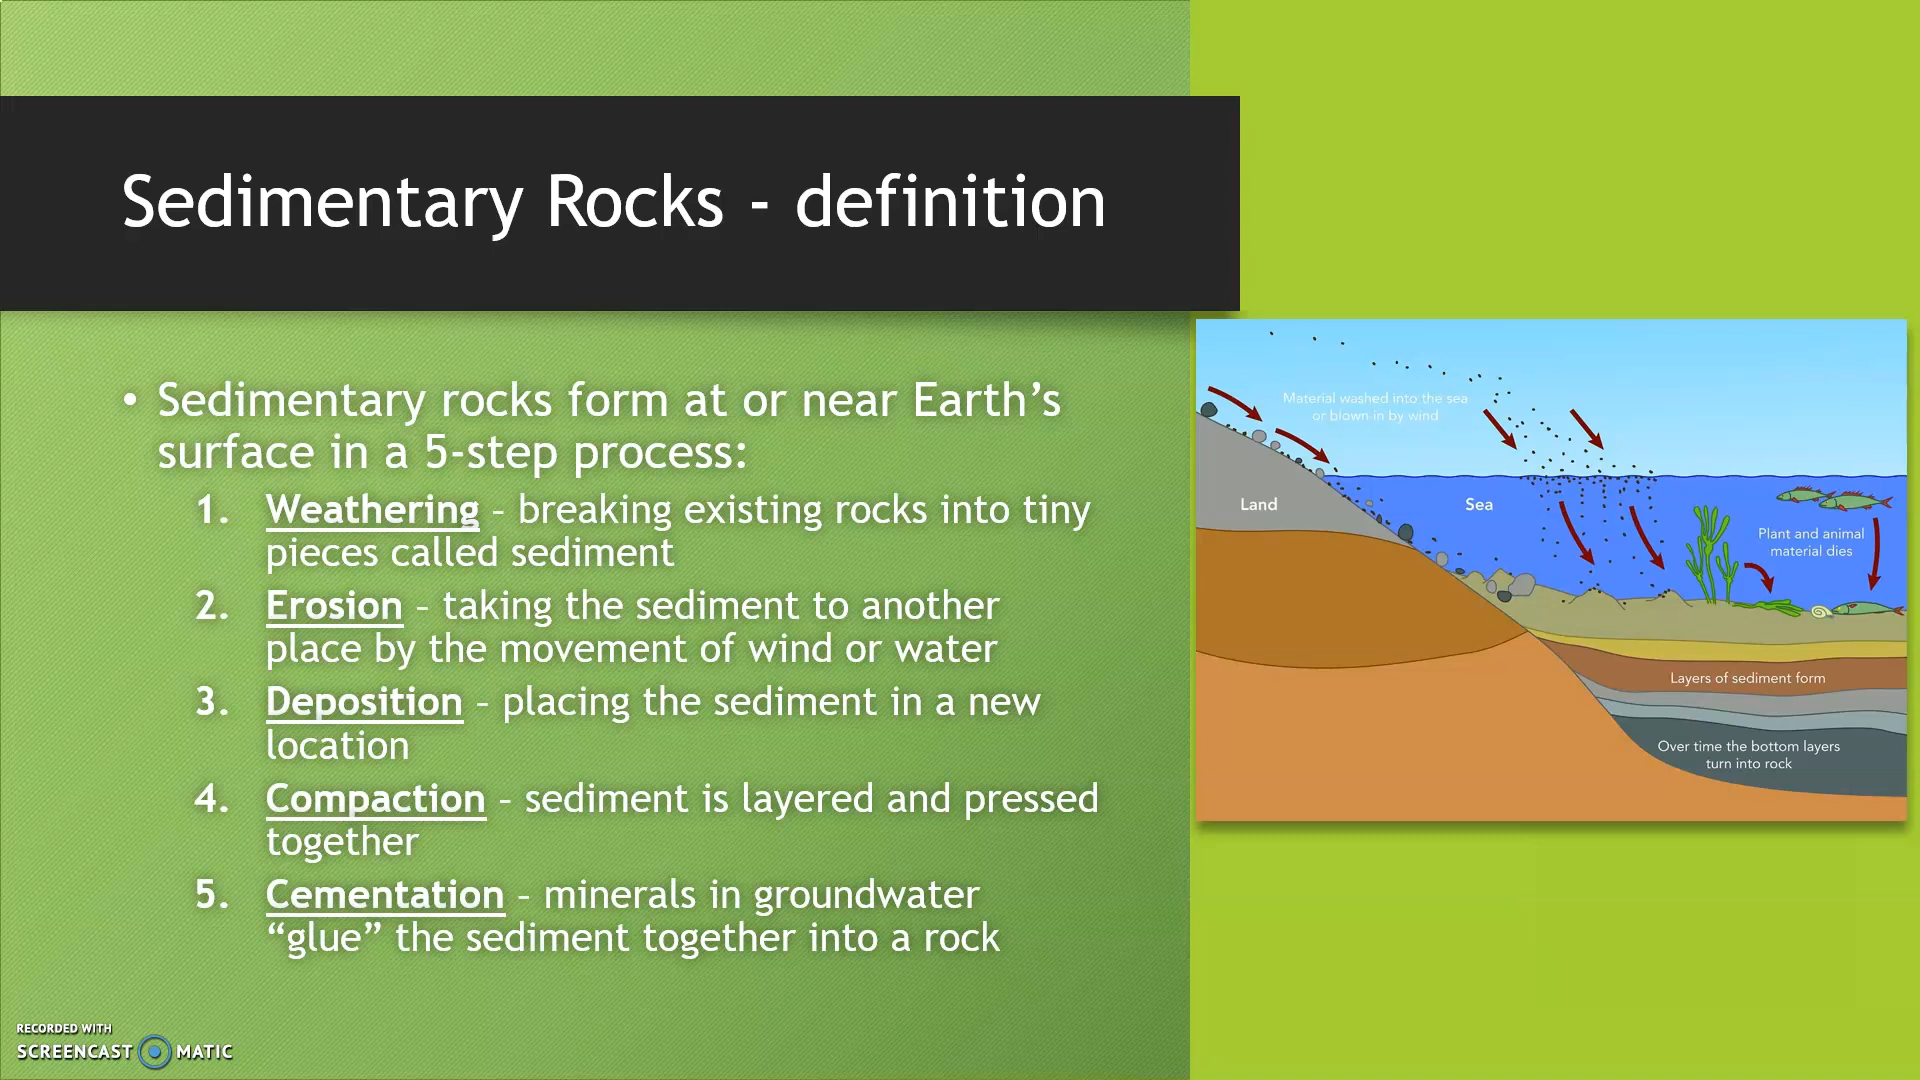 Sedimentary Rocks - definition
• Sedimentary rocks form at or near Earth’s
surface in a 5-step process:
1. Weathering – breaking existing rocks into tiny
pieces called sediment
2. Erosion – taking the sediment to another
place by the movement of wind or water
3. Deposition – placing the sediment in a new
location
4. Compaction – sediment is layered and pressed
together
5. Cementation – minerals in groundwater
“glue” the sediment together into a rock
Material washed into the sea
or blown in by wind
Land
Sea
Plant and animal
material dies
Layers of sediment form
Over time the bottom layers
turn into rock
RECORDED WITH
SCREENCAST MATIC